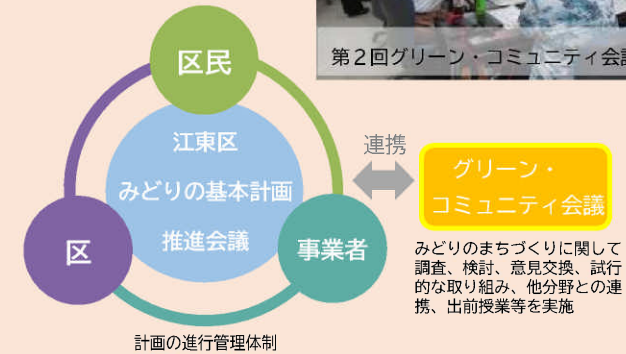 第2回グリーン・コミュニティ会
区民
江東区
みどりの基本計画
推進会議
区
事業者
計画の進行管理体制
連携
グリーン・
コミュニティ会議
みどりのまちづくりに関して
調査、検討、意見交換、試行
的な取り組み、他分野との連
携、出前授業等を実施